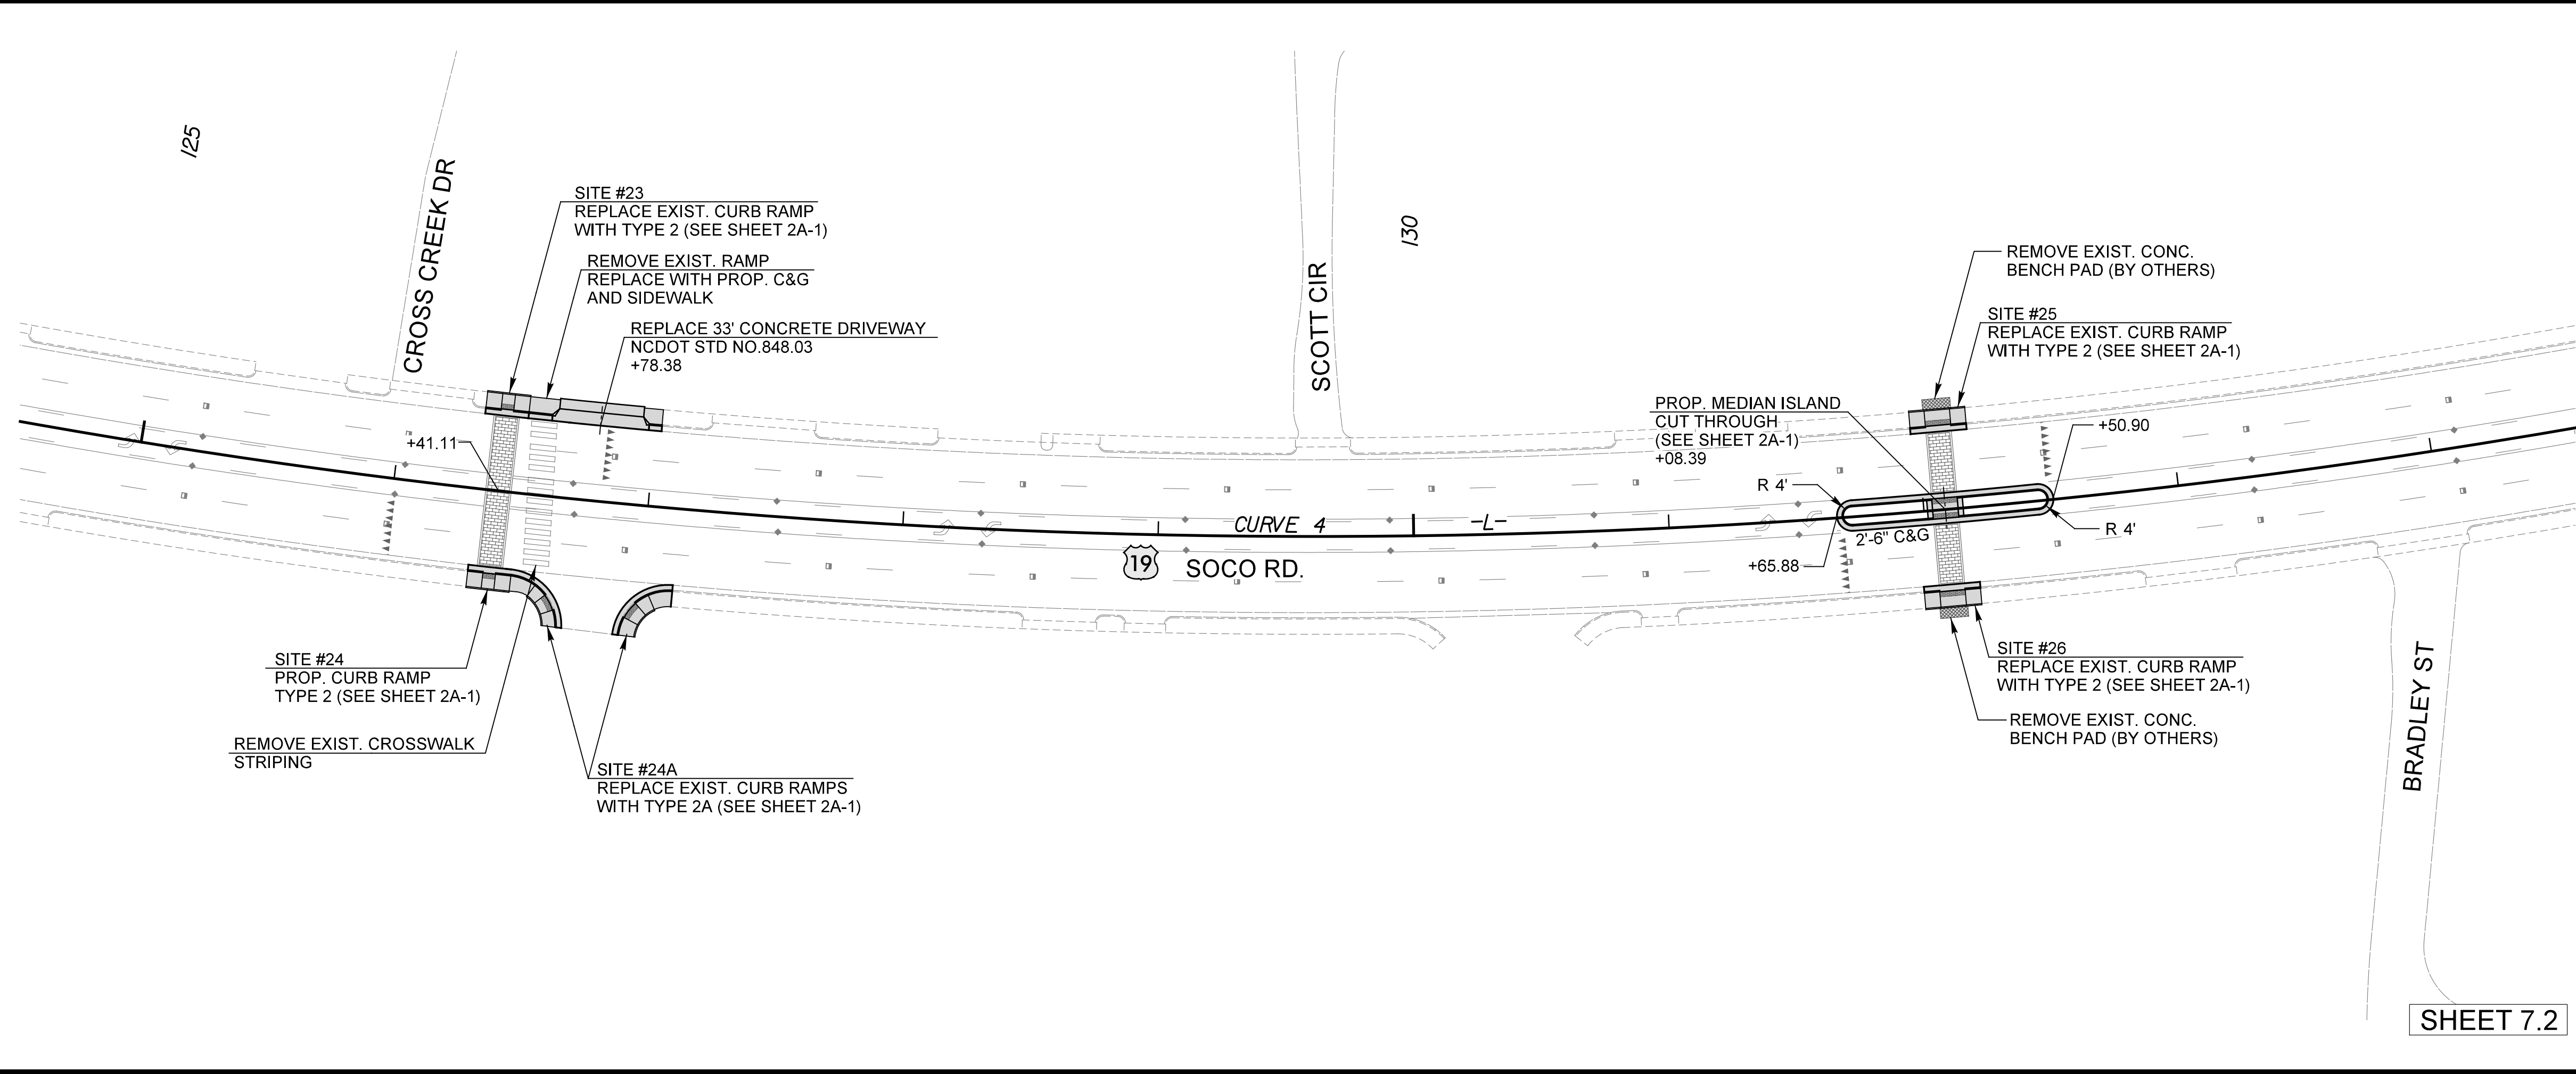 125
CROSS CREEK DR
SITE #23
REPLACE EXIST. CURB RAMP
WITH TYPE 2 (SEE SHEET 2A-1)
REMOVE EXIST. RAMP
REPLACE WITH PROP. C&G
AND SIDEWALK
REPLACE 33' CONCRETE DRIVEWAY
NCDOT STD NO.848.03
+78.38
+41.11
SCOTT CIR
130
REMOVE EXIST. CONC.
BENCH PAD (BY OTHERS)
SITE #25
REPLACE EXIST. CURB RAMP
WITH TYPE 2 (SEE SHEET 2A-1)
PROP. MEDIAN ISLAND
CUT THROUGH
(SEE SHEET 2A-1)
+08.39
+50.90
R 4'
R 4'
2'-6" C&G
+65.88
CURVE 4
-L-
19
SOCO RD.
SITE #24
PROP. CURB RAMP
TYPE 2 (SEE SHEET 2A-1)
REMOVE EXIST. CROSSWALK
STRIPING
SITE #24A
REPLACE EXIST. CURB RAMPS
WITH TYPE 2A (SEE SHEET 2A-1)
SITE #26
REPLACE EXIST. CURB RAMP
WITH TYPE 2 (SEE SHEET 2A-1)
REMOVE EXIST. CONC.
BENCH PAD (BY OTHERS)
BRADLEY ST
SHEET 7.2